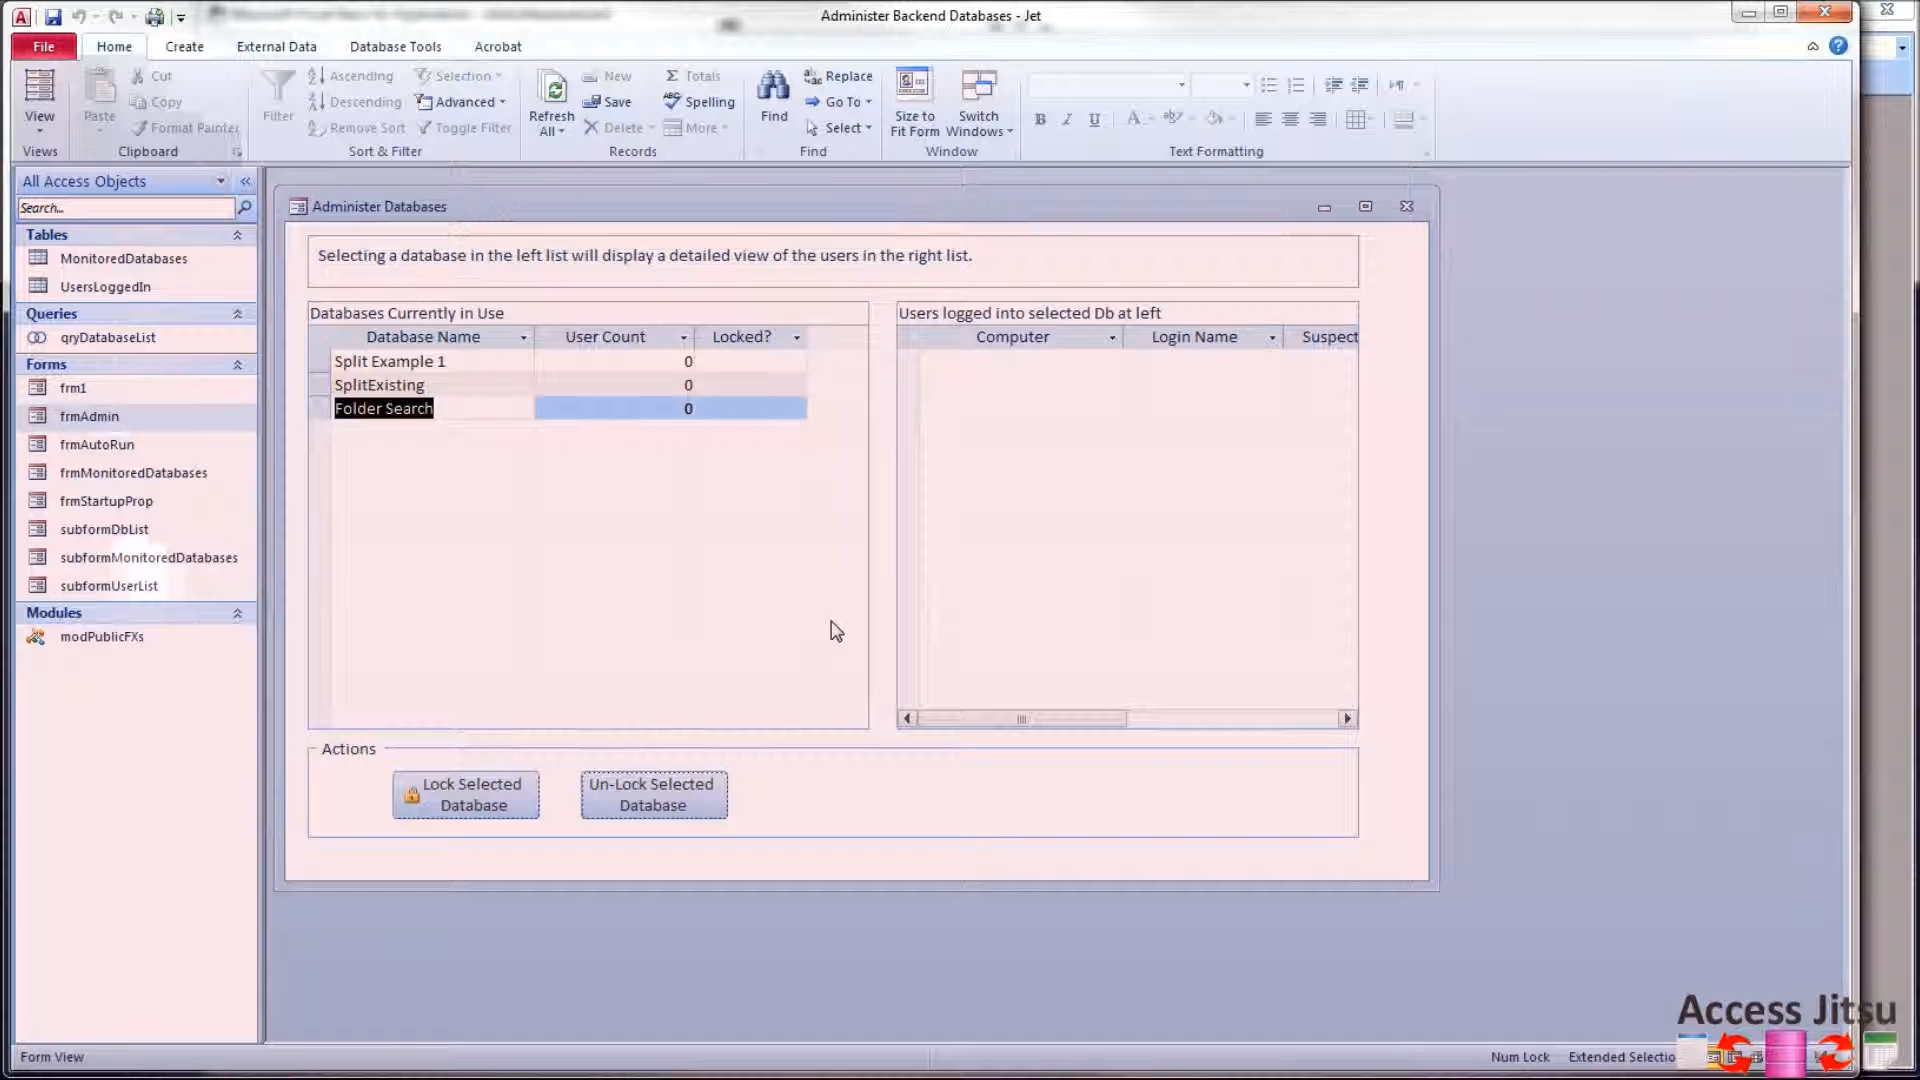 Administer Backend Databases - Jet
File Home Create External Data Database Tools Acrobat
View
Views
Paste
Cut
Copy
Format Painter
Clipboard
Filter
Ascending
Descending
Remove Sort
Selection
Advanced
Toggle Filter
Sort & Filter
Refresh All
New
Save
Delete
Totals
Spelling
More
Records
Find
Replace
Go To
Select
Find
Size to Fit Form
Switch Windows
Window
Text Formatting
All Access Objects
Search...
Tables
MonitoredDatabases
UsersLoggedIn
Queries
qryDatabaseList
Forms
frm1
frmAdmin
frmAutoRun
frmMonitoredDatabases
frmStartupProp
subformDbList
subformMonitoredDatabases
subformUserList
Modules
modPublicFXs
Administer Databases
Selecting a database in the left list will display a detailed view of the users in the right list.
Databases Currently in Use
Database Name User Count Locked?
Split Example 1 0
SplitExisting 0
Folder Search 0
Users logged into selected Db at left
Computer Login Name Suspect
Actions
Lock Selected Database
Un-Lock Selected Database
Form View
Num Lock Extended Selectio
Access Jitsu